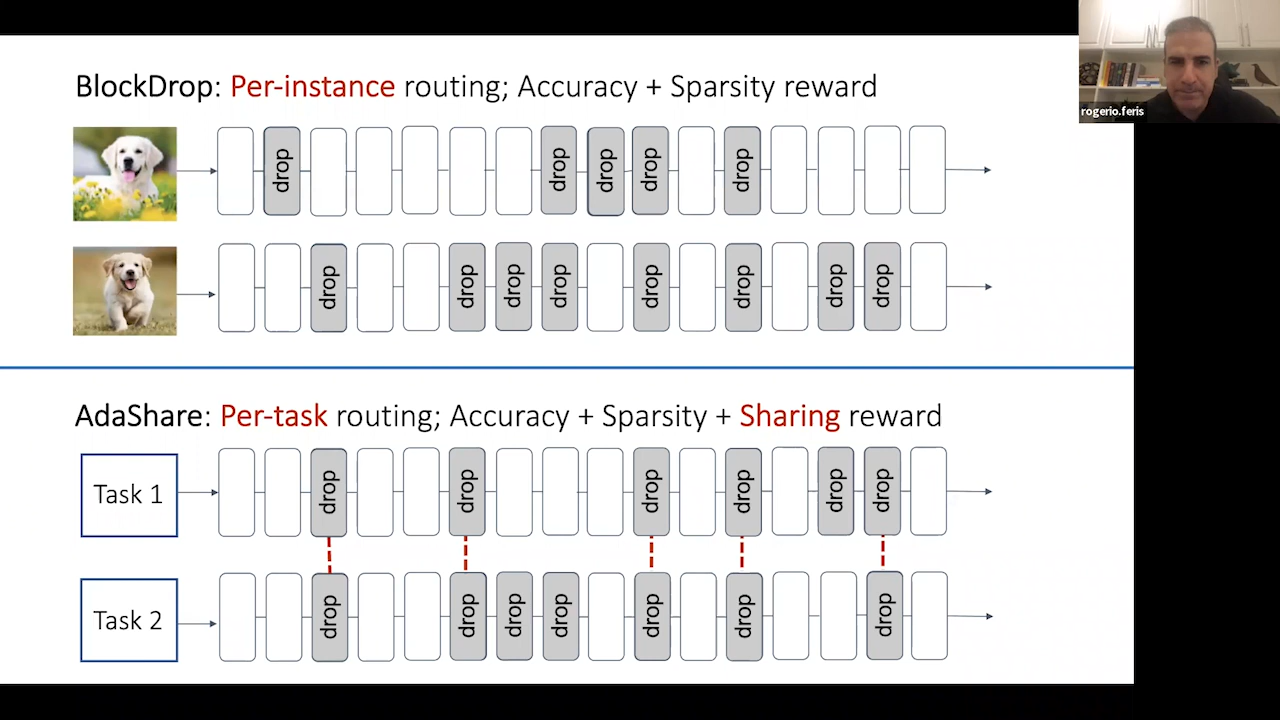 BlockDrop: Per-instance routing; Accuracy + Sparsity reward
rogerio.feris
drop drop drop drop drop
drop drop drop drop drop drop drop drop
AdaShare: Per-task routing; Accuracy + Sparsity + Sharing reward
Task 1 drop drop drop drop drop drop
Task 2 drop drop drop drop drop drop drop